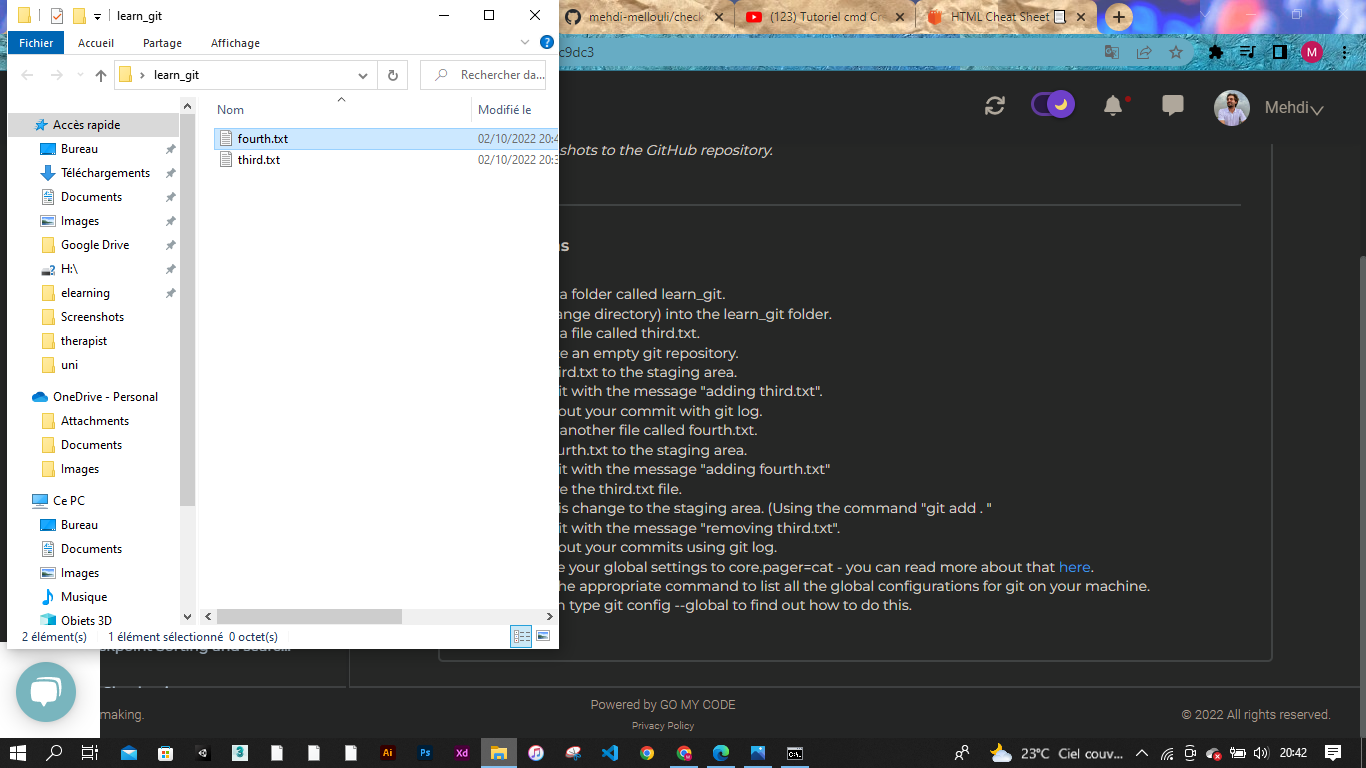 learn_git
mehdi-mellouli/check
(123) Tutoriel cmd Cr
HTML Cheat Sheet
Fichier
Accueil
Partage
Affichage
c9dc3
M
learn_git
Rechercher da...
Mehdi
Nom
Modifié le
fourth.txt
02/10/2022 20:4
third.txt
02/10/2022 20:3
Accès rapide
Bureau
Téléchargements
Documents
Images
Google Drive
H:\
elearning
Screenshots
therapist
uni
OneDrive - Personal
Attachments
Documents
Images
Ce PC
Bureau
Documents
Images
Musique
Objets 3D
2 élément(s)
1 élément sélectionné 0 octet(s)
shots to the GitHub repository.
a folder called learn_git.
ange directory) into the learn_git folder.
a file called third.txt.
e an empty git repository.
ird.txt to the staging area.
it with the message "adding third.txt".
out your commit with git log.
another file called fourth.txt.
urth.txt to the staging area.
it with the message "adding fourth.txt"
e the third.txt file.
is change to the staging area. (Using the command "git add . "
it with the message "removing third.txt".
out your commits using git log.
e your global settings to core.pager=cat - you can read more about that here.
he appropriate command to list all the global configurations for git on your machine.
n type git config --global to find out how to do this.
making.
Powered by GO MY CODE
Privacy Policy
© 2022 All rights reserved.
Ai
Ps
Xd
23°C Ciel couv...
20:42